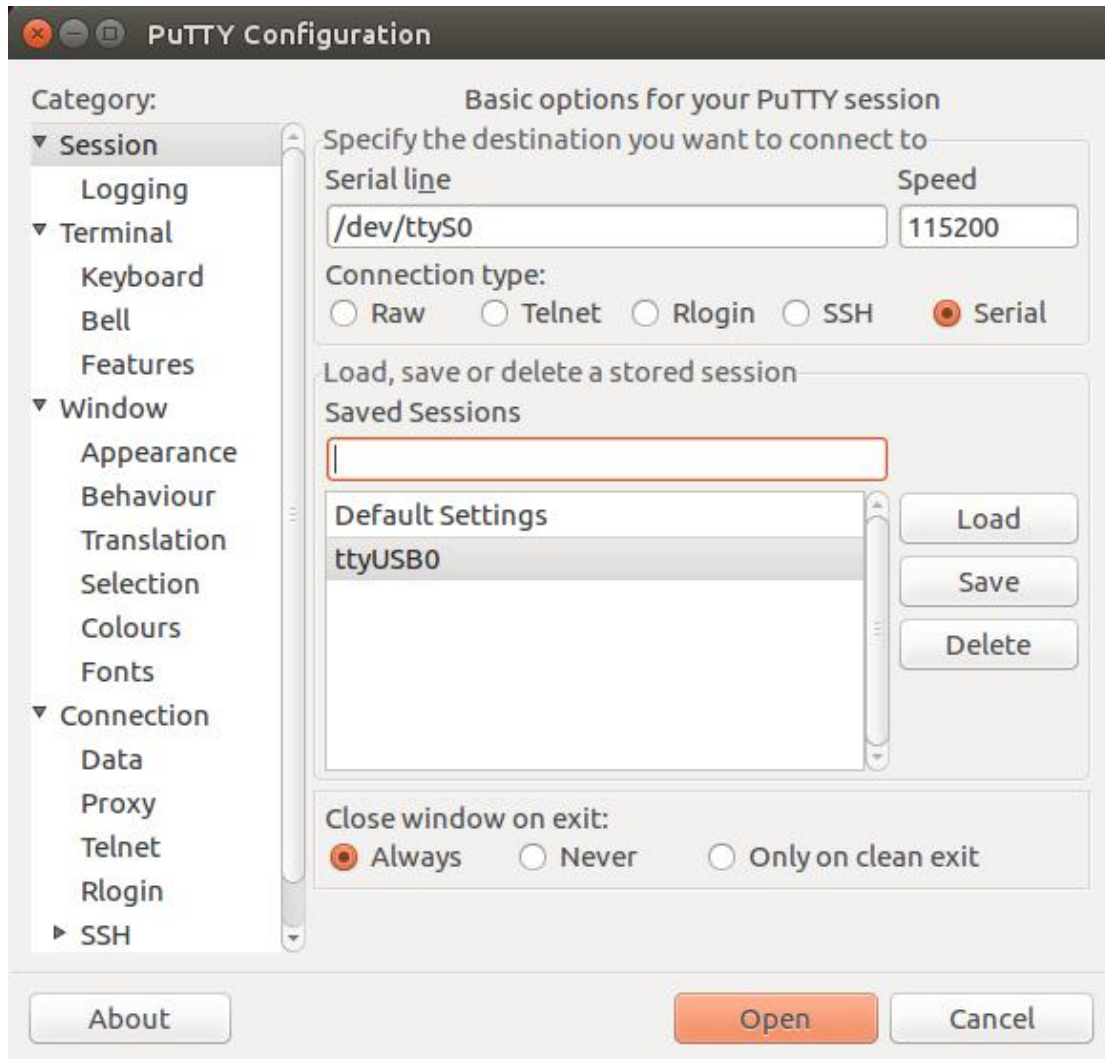 PuTTY Configuration
Category:
Session
Logging
Terminal
Keyboard
Bell
Features
Window
Appearance
Behaviour
Translation
Selection
Colours
Fonts
Connection
Data
Proxy
Telnet
Rlogin
SSH
Basic options for your PuTTY session
Specify the destination you want to connect to
Serial line Speed
/dev/ttyS0 115200
Connection type:
Raw Telnet Rlogin SSH Serial
Load, save or delete a stored session
Saved Sessions
Default Settings
ttyUSB0
Load
Save
Delete
Close window on exit:
Always Never Only on clean exit
About Open Cancel